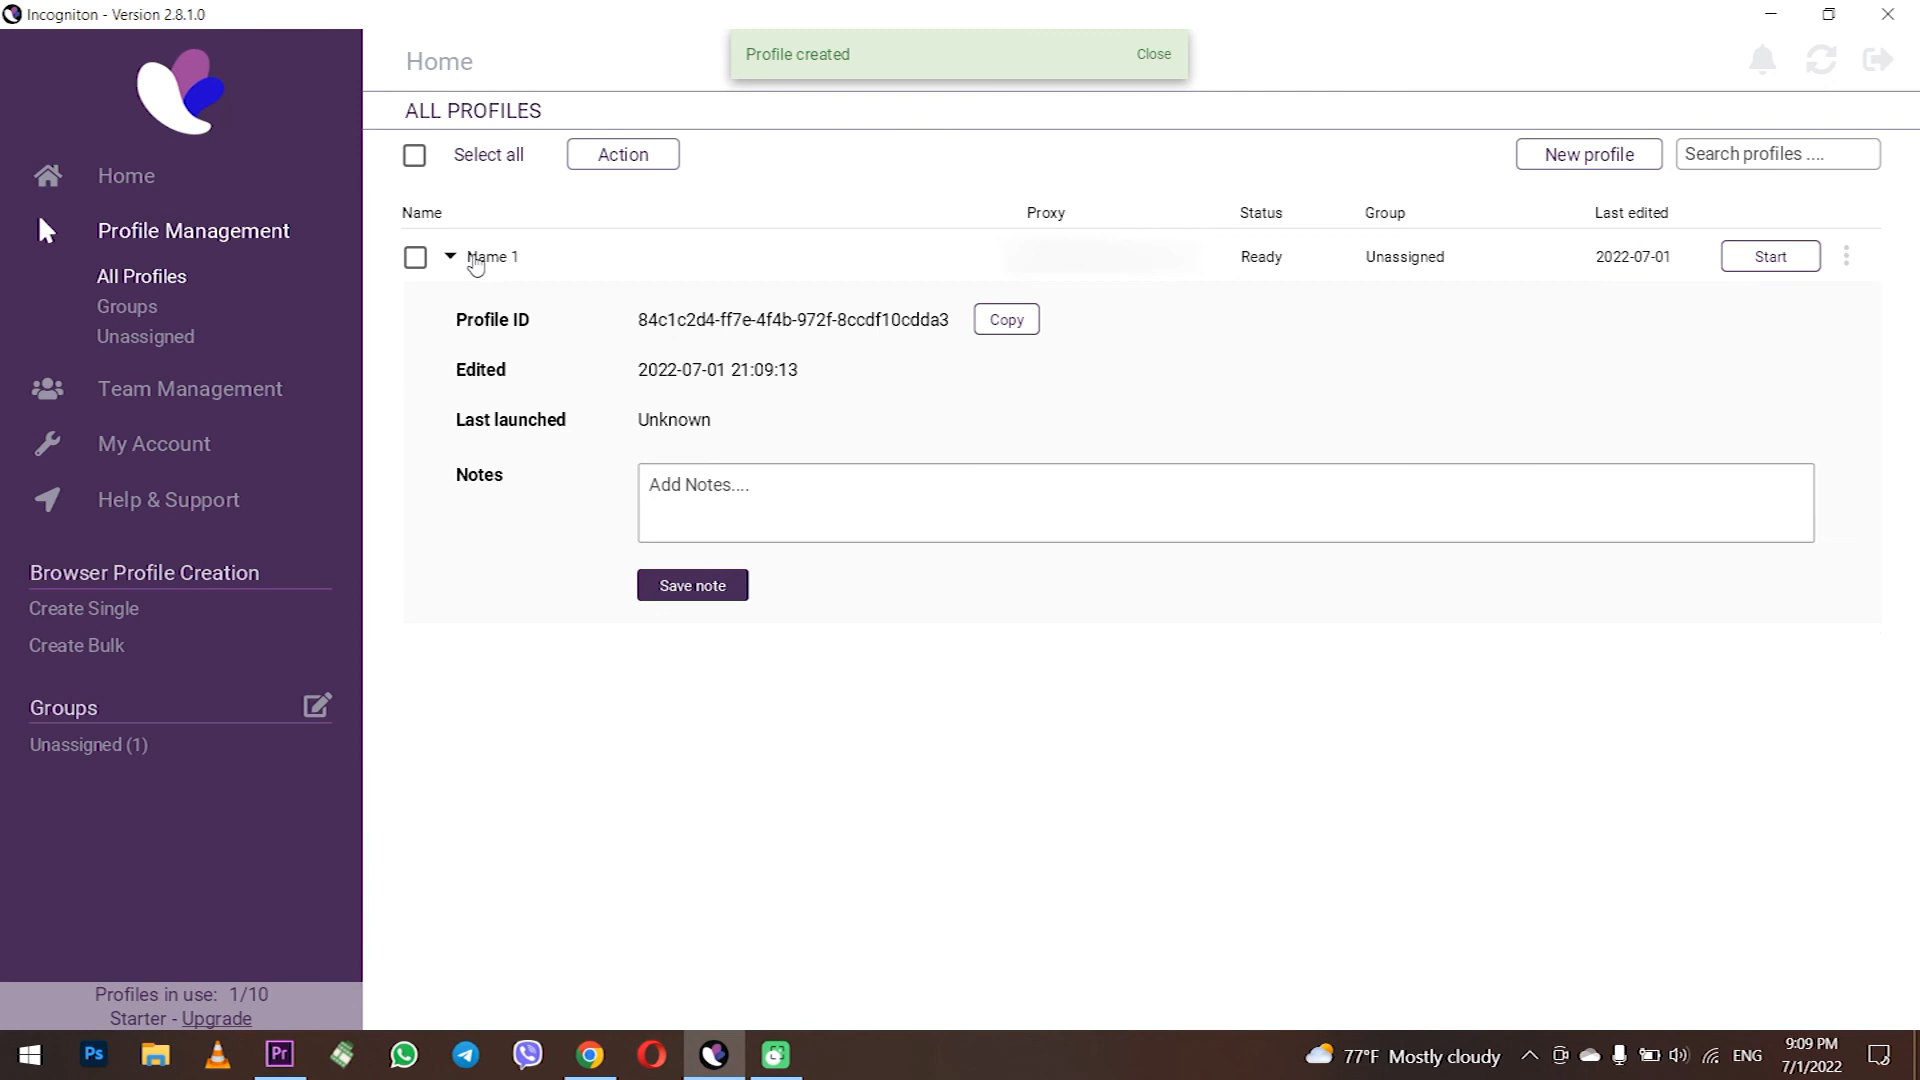 Incogniton - Version 2.8.1.0
Home
Profile created
Close
ALL PROFILES
Select all
Action
New profile
Search profiles ....
Name
Proxy
Status
Group
Last edited
Name 1
Ready
Unassigned
2022-07-01
Start
Profile ID
84c1c2d4-ff7e-4f4b-972f-8ccdf10cdda3
Copy
Edited
2022-07-01 21:09:13
Last launched
Unknown
Notes
Add Notes....
Save note
Home
Profile Management
All Profiles
Groups
Unassigned
Team Management
My Account
Help & Support
Browser Profile Creation
Create Single
Create Bulk
Groups
Unassigned (1)
Profiles in use: 1/10
Starter - Upgrade
Ps
Pr
77°F Mostly cloudy
ENG
9:09 PM
7/1/2022